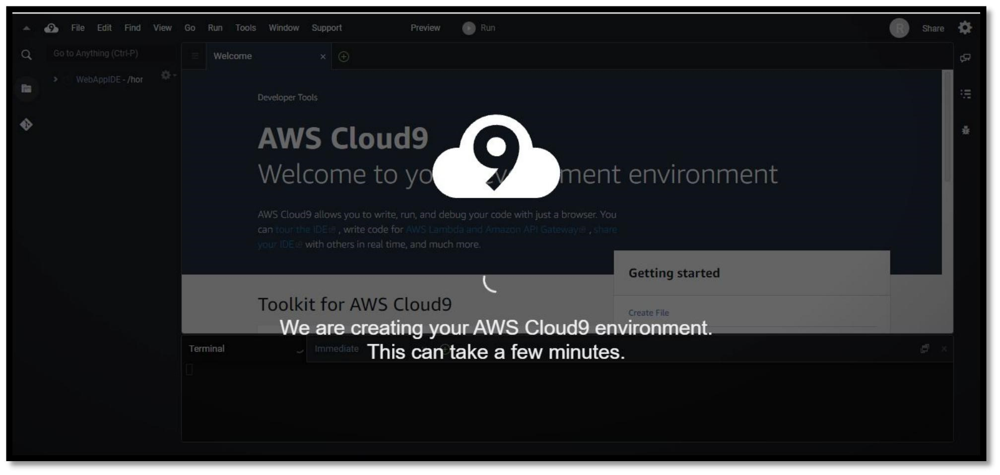 File Edit Find View Go Run Tools Window Support Preview Run R Share
Go to Anything (Ctrl-P)
Welcome
WebAppIDE - /hor
Developer Tools
AWS Cloud9
9
Welcome to yo ment environment
AWS Cloud9 allows you to write, run, and debug your code with just a browser. You
can tour the IDE , write code for AWS Lambda and Amazon API Gateway , share
your IDE with others in real time, and much more.
Getting started
Toolkit for AWS Cloud9
Create File
We are creating your AWS Cloud9 environment.
This can take a few minutes.
Terminal
Immediate